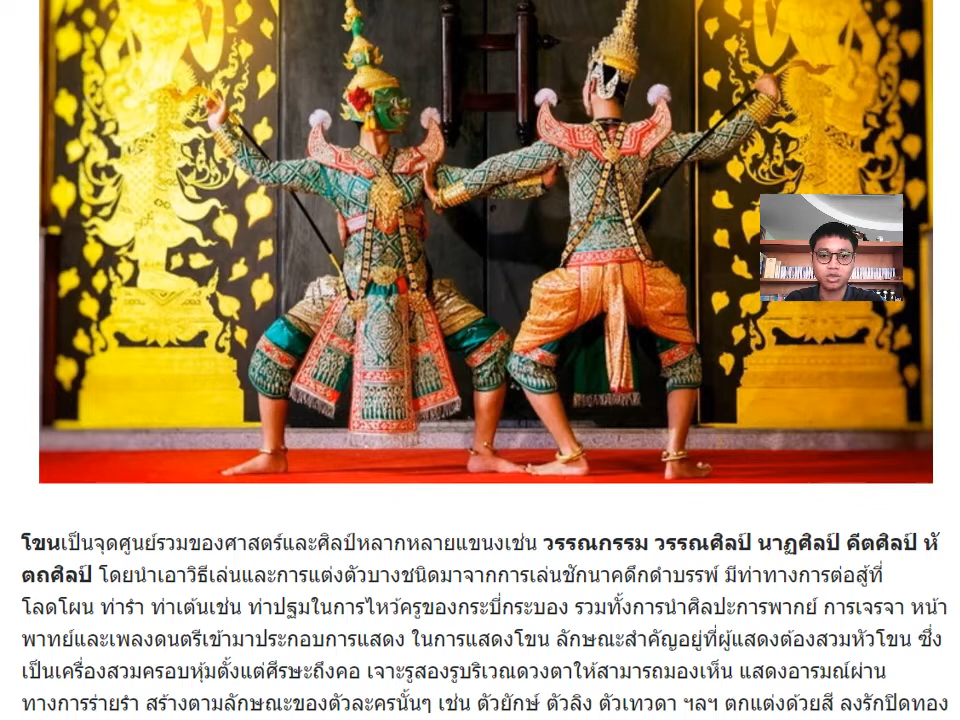 โขนเป็นจุดศูนย์รวมของศาสตร์และศิลป์หลากหลายแขนงเช่น วรรณกรรม วรรณศิลป์ นาฏศิลป์ คีตศิลป์ หั
ตถศิลป์ โดยนำเอาวิธีเล่นและการแต่งตัวบางชนิดมาจากการเล่นชักนาคดึกดำบรรพ์ มีท่าทางการต่อสู้ที่
โลดโผน ท่ารำ ท่าเต้นเช่น ท่าปฐมในการไหว้ครูของกระบี่กระบอง รวมทั้งการนำศิลปะการพากย์ การเจรจา หน้า
พาทย์และเพลงดนตรีเข้ามาประกอบการแสดง ในการแสดงโขน ลักษณะสำคัญอยู่ที่ผู้แสดงต้องสวมหัวโขน ซึ่ง
เป็นเครื่องสวมครอบหุ้มตั้งแต่ศีรษะถึงคอ เจาะรูสองรูบริเวณดวงตาให้สามารถมองเห็น แสดงอารมณ์ผ่าน
ทางการร่ายรำ สร้างตามลักษณะของตัวละครนั้นๆ เช่น ตัวยักษ์ ตัวลิง ตัวเทวดา ฯลฯ ตกแต่งด้วยสี ลงรักปิดทอง